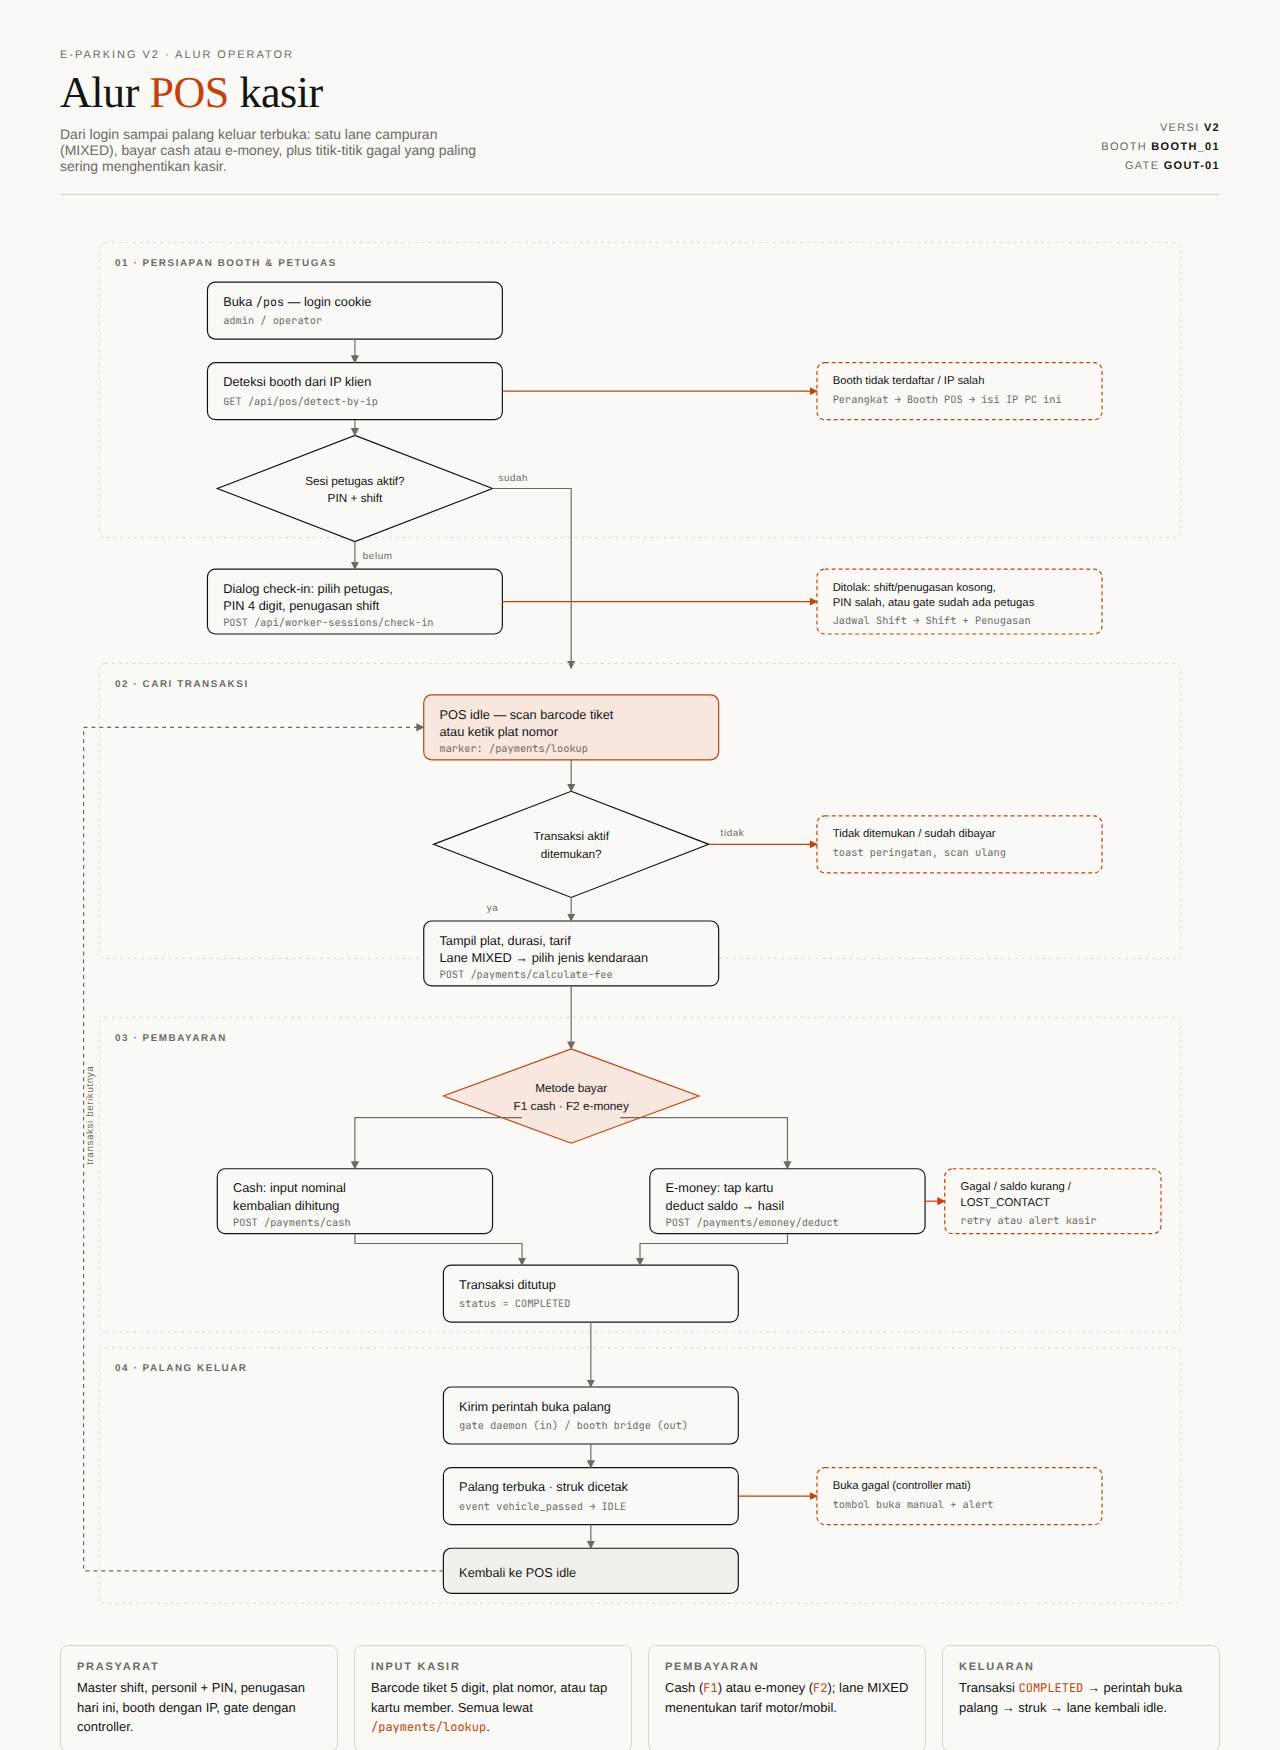 E-PARKING V2 · ALUR OPERATOR
Alur POS kasir
Dari login sampai palang keluar terbuka: satu lane campuran
(MIXED), bayar cash atau e-money, plus titik-titik gagal yang paling
sering menghentikan kasir.
VERSI V2
BOOTH BOOTH_01
GATE GOUT-01
01 · PERSIAPAN BOOTH & PETUGAS
Buka /pos — login cookie
admin / operator
Deteksi booth dari IP klien
GET /api/pos/detect-by-ip
Booth tidak terdaftar / IP salah
Perangkat → Booth POS → isi IP PC ini
Sesi petugas aktif?
PIN + shift
sudah
belum
Dialog check-in: pilih petugas,
PIN 4 digit, penugasan shift
POST /api/worker-sessions/check-in
Ditolak: shift/penugasan kosong,
PIN salah, atau gate sudah ada petugas
Jadwal Shift → Shift + Penugasan
02 · CARI TRANSAKSI
POS idle — scan barcode tiket
atau ketik plat nomor
marker: /payments/lookup
Transaksi aktif
ditemukan?
tidak
Tidak ditemukan / sudah dibayar
toast peringatan, scan ulang
ya
Tampil plat, durasi, tarif
Lane MIXED → pilih jenis kendaraan
POST /payments/calculate-fee
03 · PEMBAYARAN
Metode bayar
F1 cash · F2 e-money
transaksi berikutnya
Cash: input nominal
kembalian dihitung
POST /payments/cash
E-money: tap kartu
deduct saldo → hasil
POST /payments/emoney/deduct
Gagal / saldo kurang /
LOST_CONTACT
retry atau alert kasir
Transaksi ditutup
status = COMPLETED
04 · PALANG KELUAR
Kirim perintah buka palang
gate daemon (in) / booth bridge (out)
Palang terbuka · struk dicetak
event vehicle_passed → IDLE
Buka gagal (controller mati)
tombol buka manual + alert
Kembali ke POS idle
PRASYARAT
Master shift, personil + PIN, penugasan
hari ini, booth dengan IP, gate dengan
controller.
INPUT KASIR
Barcode tiket 5 digit, plat nomor, atau tap
kartu member. Semua lewat
/payments/lookup.
PEMBAYARAN
Cash (F1) atau e-money (F2); lane MIXED
menentukan tarif motor/mobil.
KELUARAN
Transaksi COMPLETED → perintah buka
palang → struk → lane kembali idle.